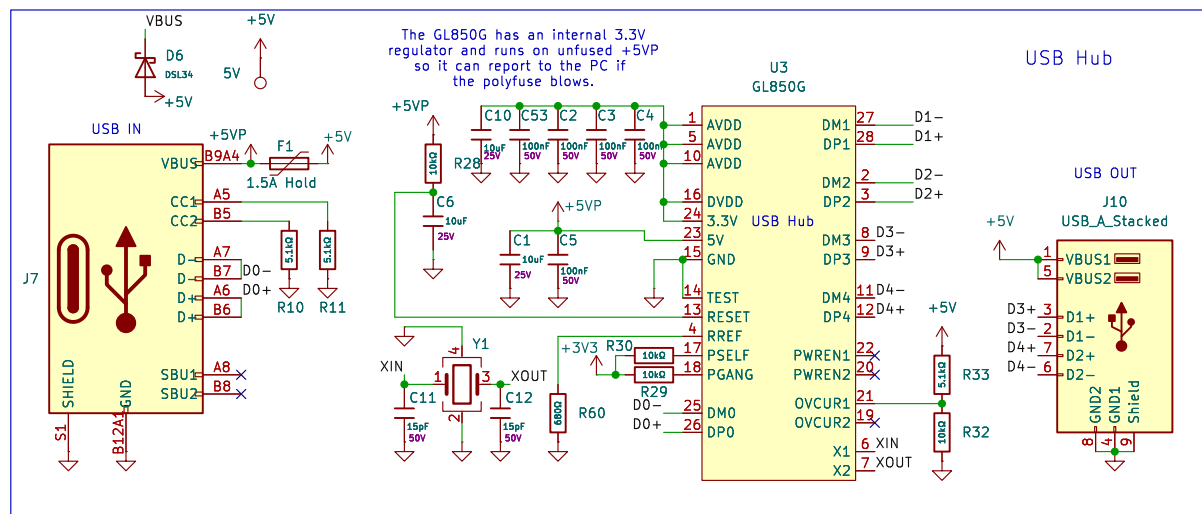 VBUS
D6
DSL34
+5V
+5V
5V
The GL850G has an internal 3.3V
regulator and runs on unfused +5VP
so it can report to the PC if
the polyfuse blows.
USB Hub
USB IN
J7
VBUS
B9A4
+5VP
F1
1.5A Hold
+5V
CC1
A5
CC2
B5
5.1kΩ
R10
5.1kΩ
R11
D-
A7
D-
B7
D0-
D+
A6
D0+
D+
B6
SBU1
A8
SBU2
B8
SHIELD
S1
GND
B12A1
+5VP
10kΩ
R28
C6
10uF
25V
C10
10uF
25V
C53
100nF
50V
C2
100nF
50V
C3
100nF
50V
C4
100nF
50V
+5VP
C1
10uF
25V
C5
100nF
50V
XIN
Y1
1
2
3
4
XOUT
C11
15pF
50V
C12
15pF
50V
+3V3
R30
10kΩ
10kΩ
R29
680Ω
R60
D0-
D0+
U3
GL850G
USB Hub
1 AVDD
5 AVDD
10 AVDD
16 DVDD
24 3.3V
23 5V
15 GND
14 TEST
13 RESET
4 RREF
17 PSELF
18 PGANG
25 DM0
26 DP0
DM1 27 D1-
DP1 28 D1+
DM2 2 D2-
DP2 3 D2+
DM3 8 D3-
DP3 9 D3+
DM4 11 D4-
DP4 12 D4+
PWREN1 22
PWREN2 20
OVCUR1 21
OVCUR2 19
X1 6 XIN
X2 7 XOUT
+5V
5.1kΩ
R33
10kΩ
R32
USB OUT
J10
USB_A_Stacked
+5V
1 VBUS1
5 VBUS2
D3+ 3 D1+
D3- 2 D1-
D4+ 7 D2+
D4- 6 D2-
GND2
GND1
Shield
8
4
9